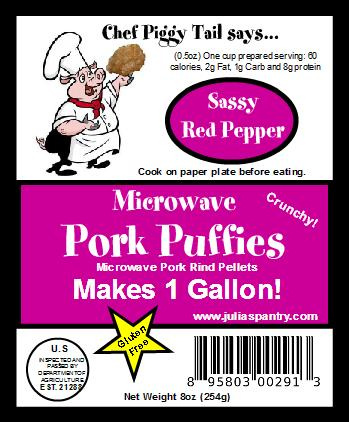 Chef Piggy Tail says...
(0.5oz) One cup prepared serving: 60
calories, 2g Fat, 1g Carb and 8g protein
Sassy
Red Pepper
Cook on paper plate before eating.
Microwave
Crunchy!
Pork Puffies
Microwave Pork Rind Pellets
Makes 1 Gallon!
www.juliaspantry.com
Gluten
Free
U.S
INSPECTED AND
PASSED BY
DEPARTMENT OF
AGRICULTURE
EST. 21288
8 95803 00291 3
Net Weight 8oz (254g)